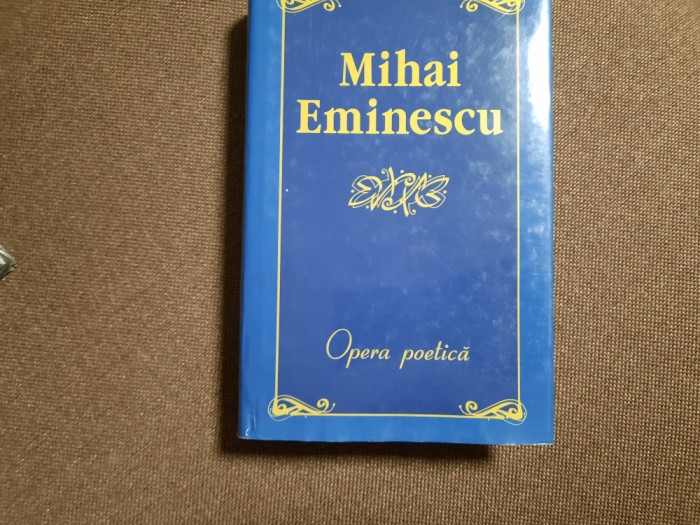 Mihai
Eminescu
Opera poetică